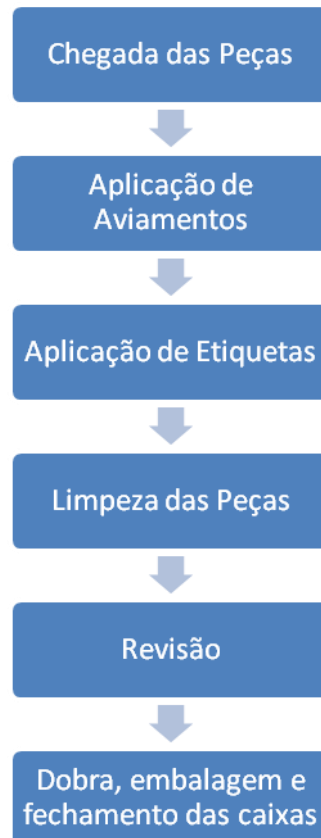 Chegada das Peças
Aplicação de
Aviamentos
Aplicação de Etiquetas
Limpeza das Peças
Revisão
Dobra, embalagem e
fechamento das caixas